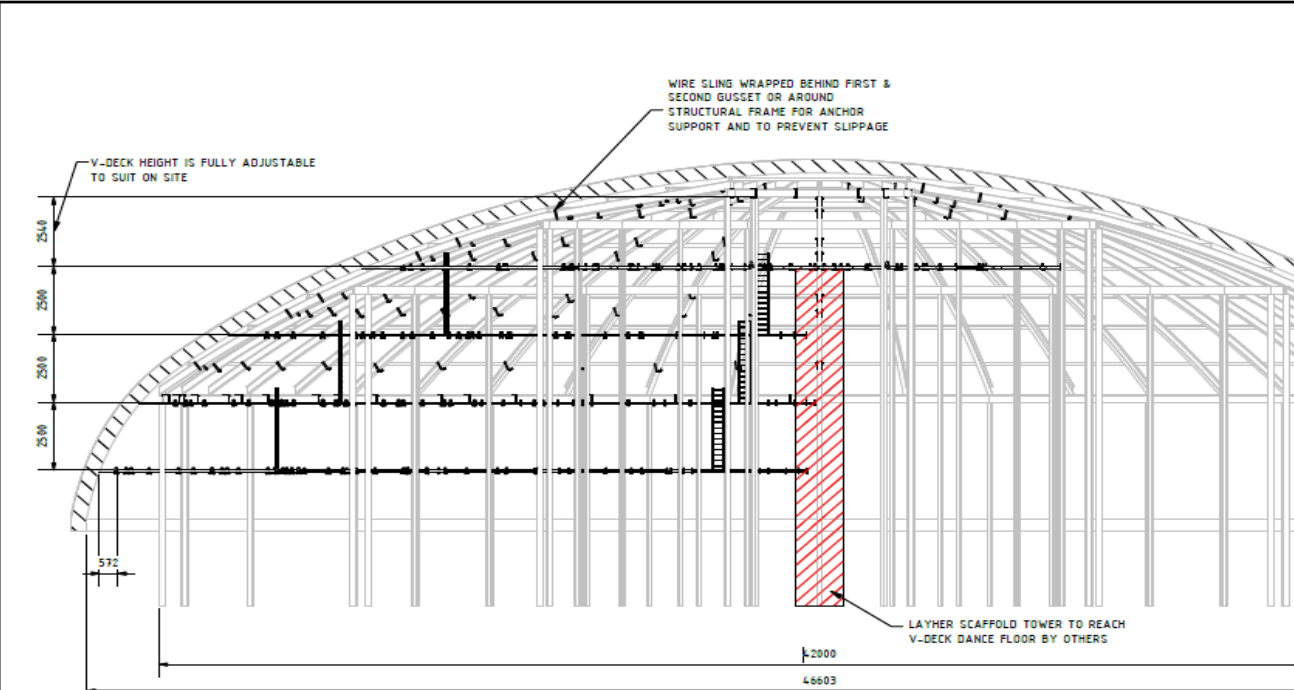 WIRE SLING WRAPPED BEHIND FIRST &
SECOND GUSSET OR AROUND
STRUCTURAL FRAME FOR ANCHOR
SUPPORT AND TO PREVENT SLIPPAGE
V-DECK HEIGHT IS FULLY ADJUSTABLE
TO SUIT ON SITE
2540
2500
2500
2500
572
LAYHER SCAFFOLD TOWER TO REACH
V-DECK DANCE FLOOR BY OTHERS
42000
46603